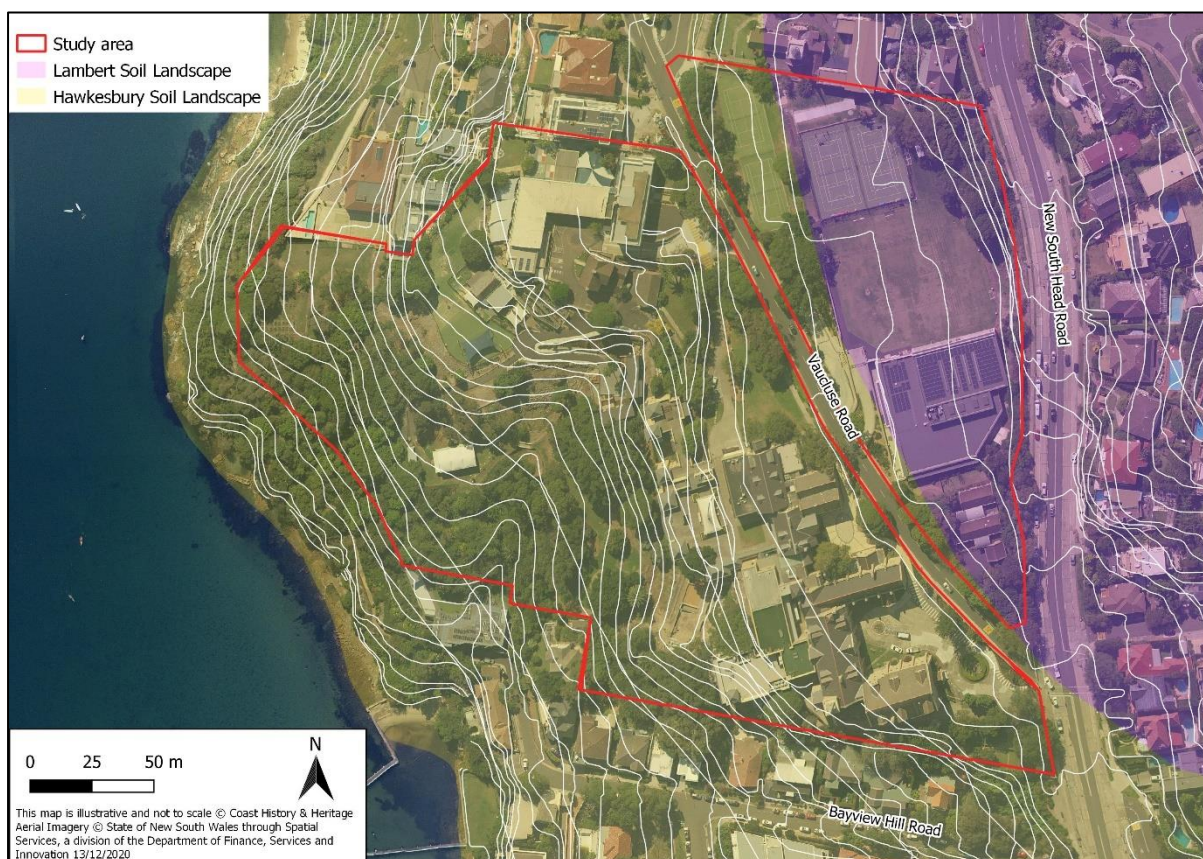 Study area
Lambert Soil Landscape
Hawkesbury Soil Landscape
New South Head Road
Vaucluse Road
Bayview Hill Road
0 25 50 m
N
This map is illustrative and not to scale © Coast History & Heritage
Aerial Imagery © State of New South Wales through Spatial
Services, a division of the Department of Finance, Services and
Innovation 13/12/2020